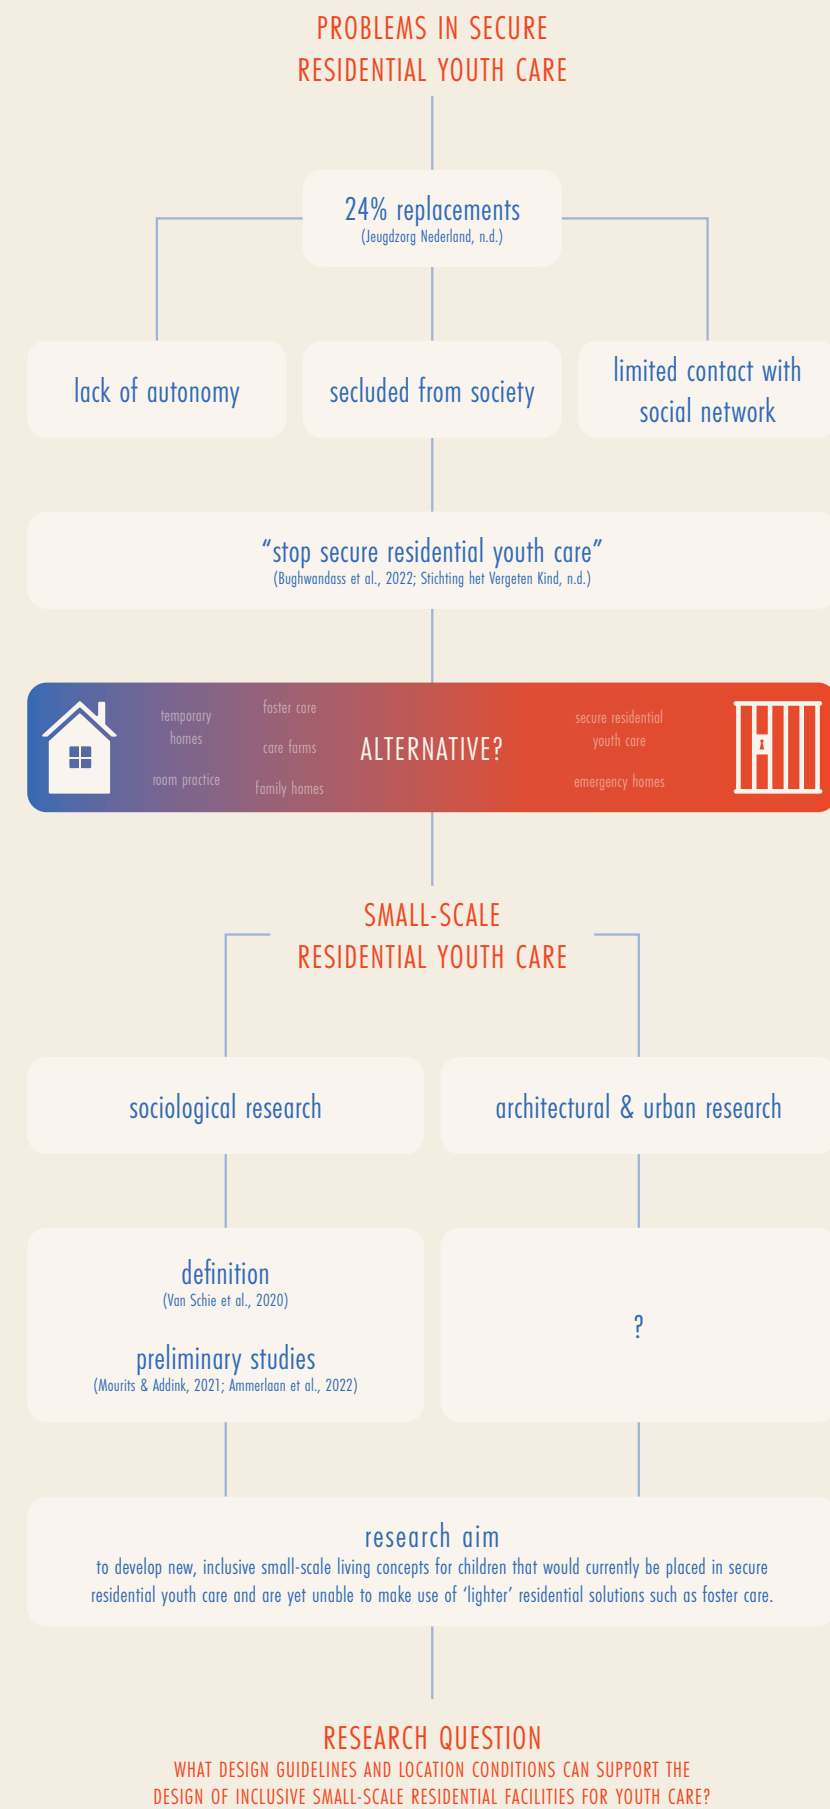 PROBLEMS IN SECURE
RESIDENTIAL YOUTH CARE
24% replacements
(Jeugdzorg Nederland, n.d.)
lack of autonomy
secluded from society
limited contact with
social network
“stop secure residential youth care”
(Bughwandass et al., 2022; Stichting het Vergeten Kind, n.d.)
temporary
homes
room practice
foster care
care farms
family homes
ALTERNATIVE?
secure residential
youth care
emergency homes
SMALL-SCALE
RESIDENTIAL YOUTH CARE
sociological research
architectural & urban research
definition
(Van Schie et al., 2020)
preliminary studies
(Mourits & Addink, 2021; Ammerlaan et al., 2022)
?
research aim
to develop new, inclusive small-scale living concepts for children that would currently be placed in secure
residential youth care and are yet unable to make use of ‘lighter’ residential solutions such as foster care.
RESEARCH QUESTION
WHAT DESIGN GUIDELINES AND LOCATION CONDITIONS CAN SUPPORT THE
DESIGN OF INCLUSIVE SMALL-SCALE RESIDENTIAL FACILITIES FOR YOUTH CARE?